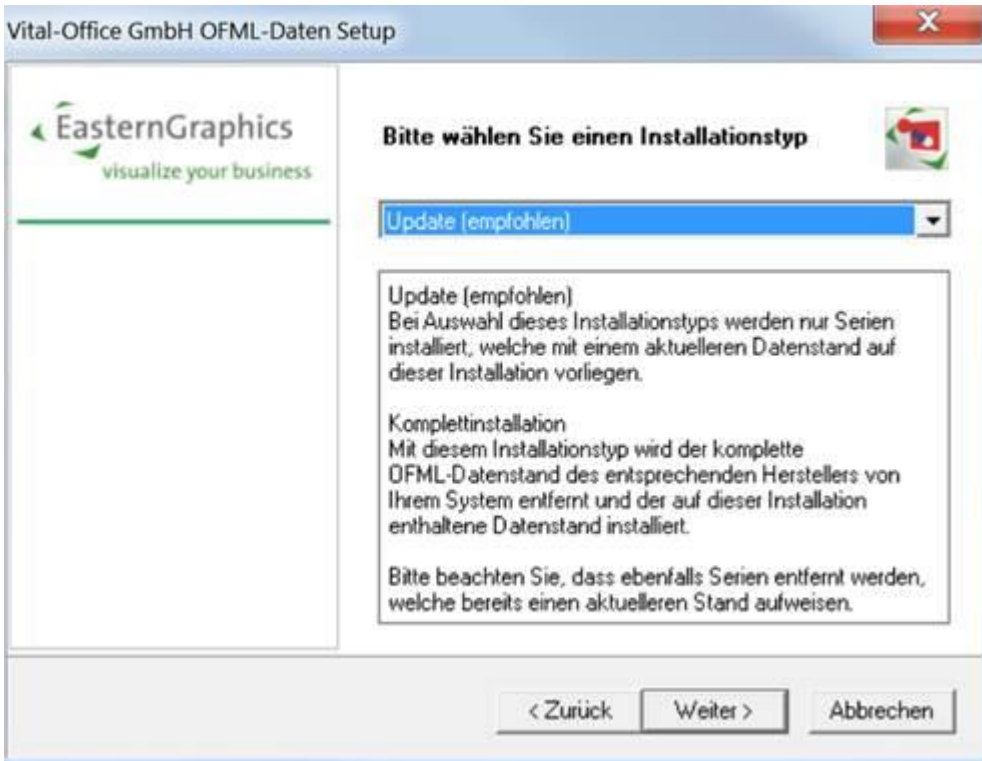 Vital-Office GmbH OFML-Daten Setup
EasternGraphics
visualize your business
Bitte wählen Sie einen Installationstyp
Update (empfohlen)
Update (empfohlen)
Bei Auswahl dieses Installationstyps werden nur Serien
installiert, welche mit einem aktuelleren Datenstand auf
dieser Installation vorliegen.
Komplettinstallation
Mit diesem Installationstyp wird der komplette
OFML-Datenstand des entsprechenden Herstellers von
Ihrem System entfernt und der auf dieser Installation
enthaltene Datenstand installiert.
Bitte beachten Sie, dass ebenfalls Serien entfernt werden,
welche bereits einen aktuelleren Stand aufweisen.
< Zurück
Weiter >
Abbrechen